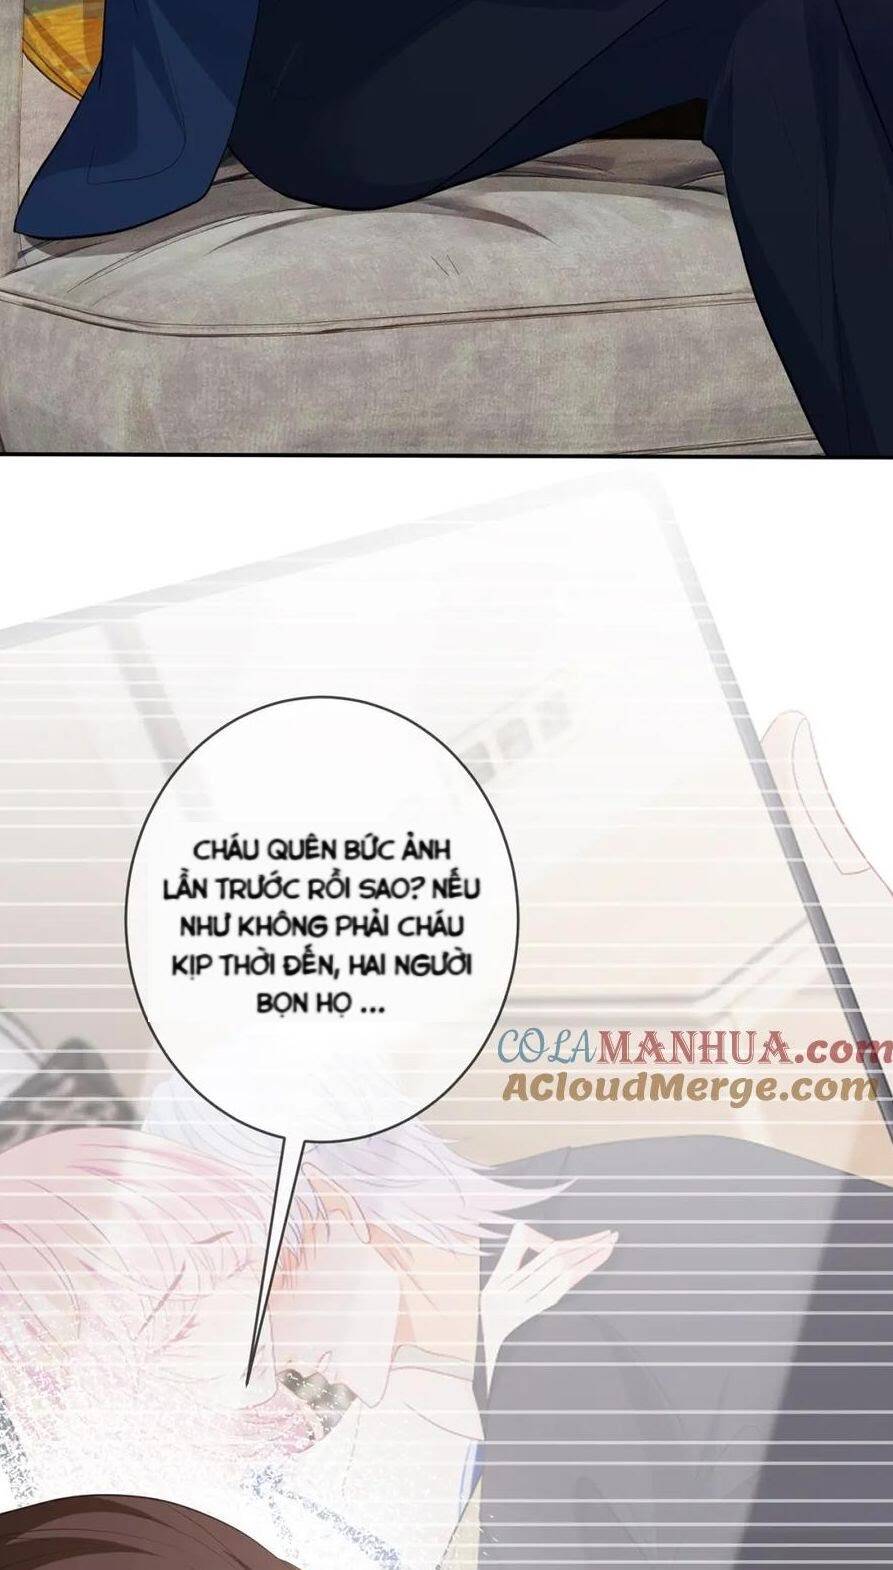 CHÁU QUÊN BỨC ẢNH
LẦN TRƯỚC RỒI SAO? NẾU
NHƯ KHÔNG PHẢI CHÁU
KỊP THỜI ĐẾN, HAI NGƯỜI
BỌN HỌ ...
COLAMANHUA.com
ACloudMerge.com